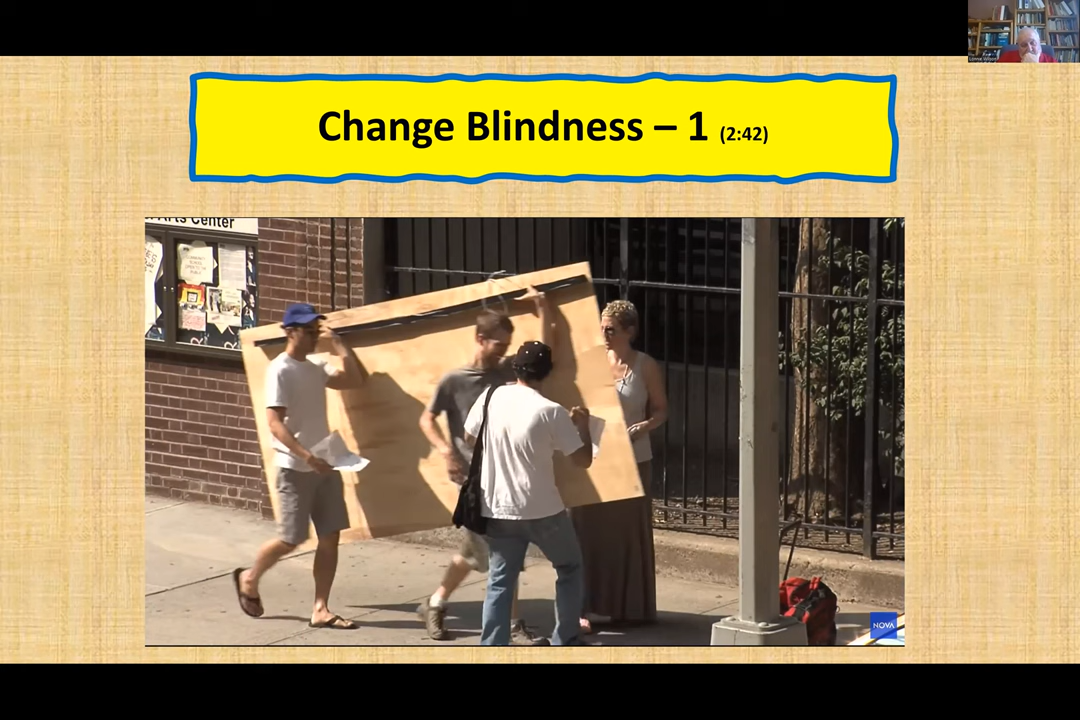 Change Blindness – 1 (2:42)
Arts Center
NOVA